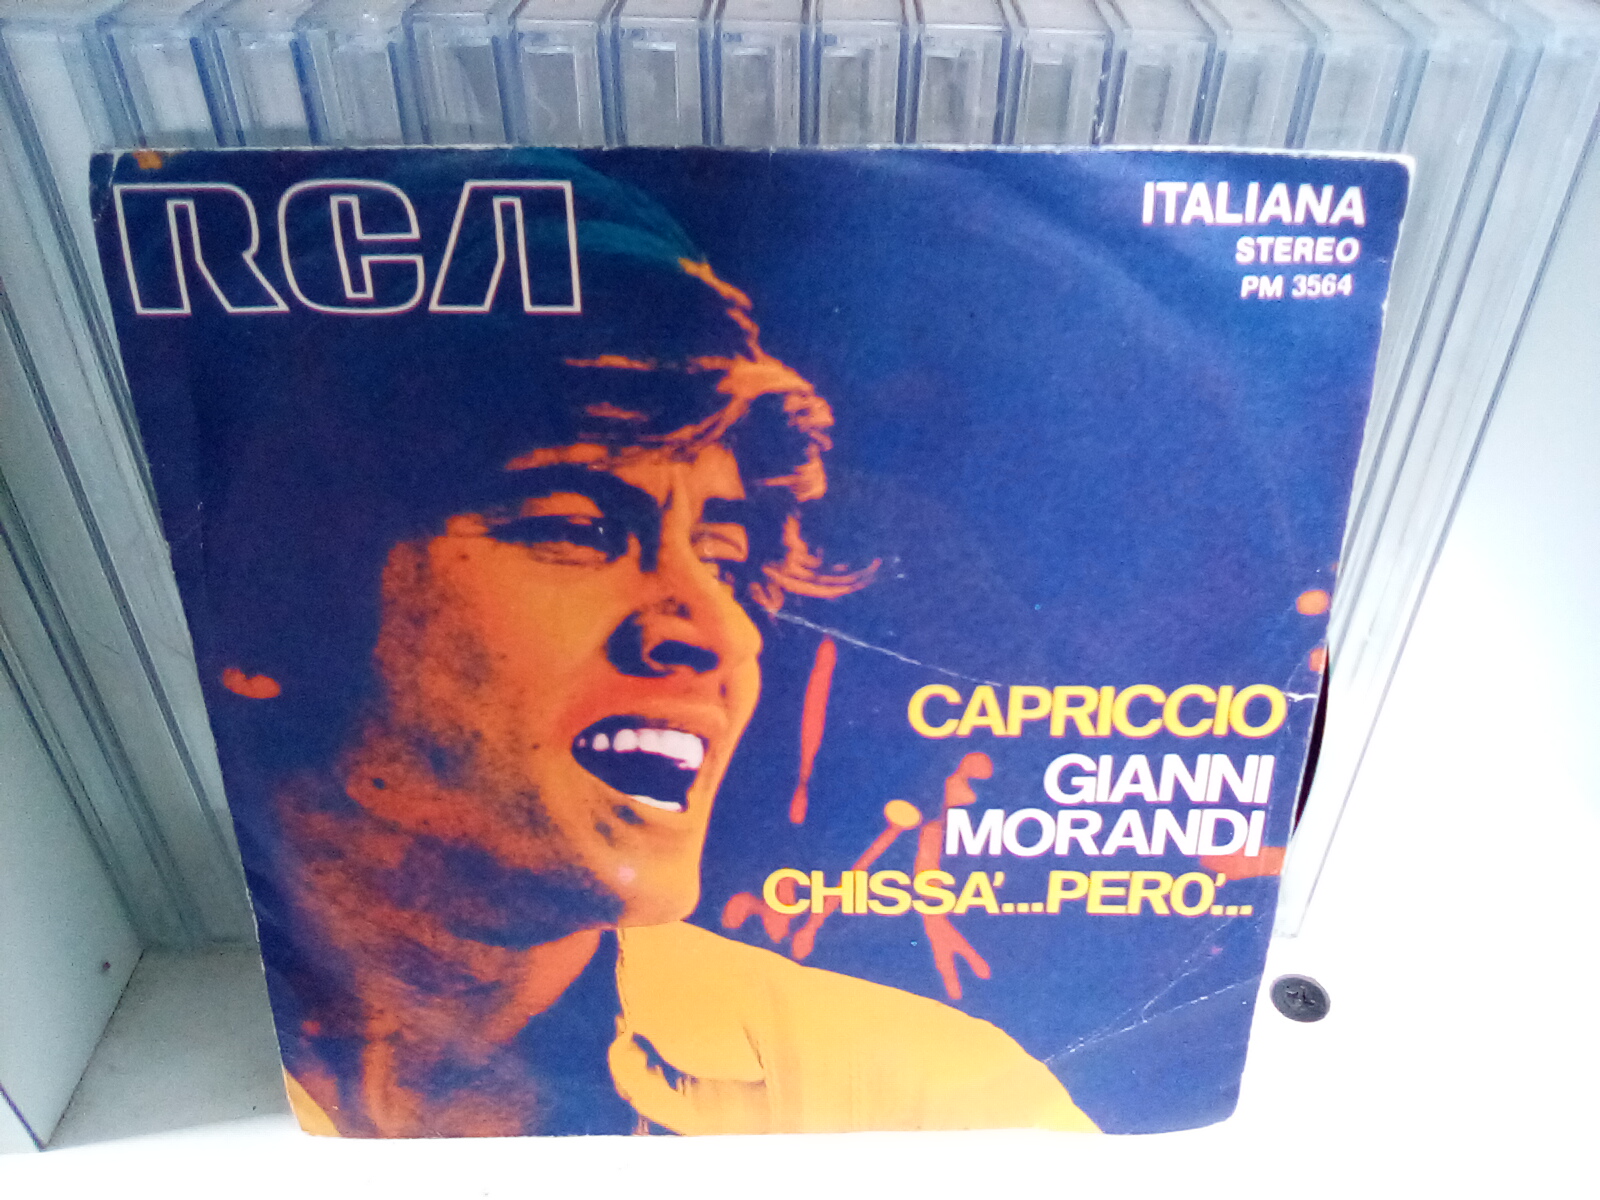 RCA
ITALIANA
STEREO
PM 3564
CAPRICCIO
GIANNI
MORANDI
CHISSA'...PERO'...